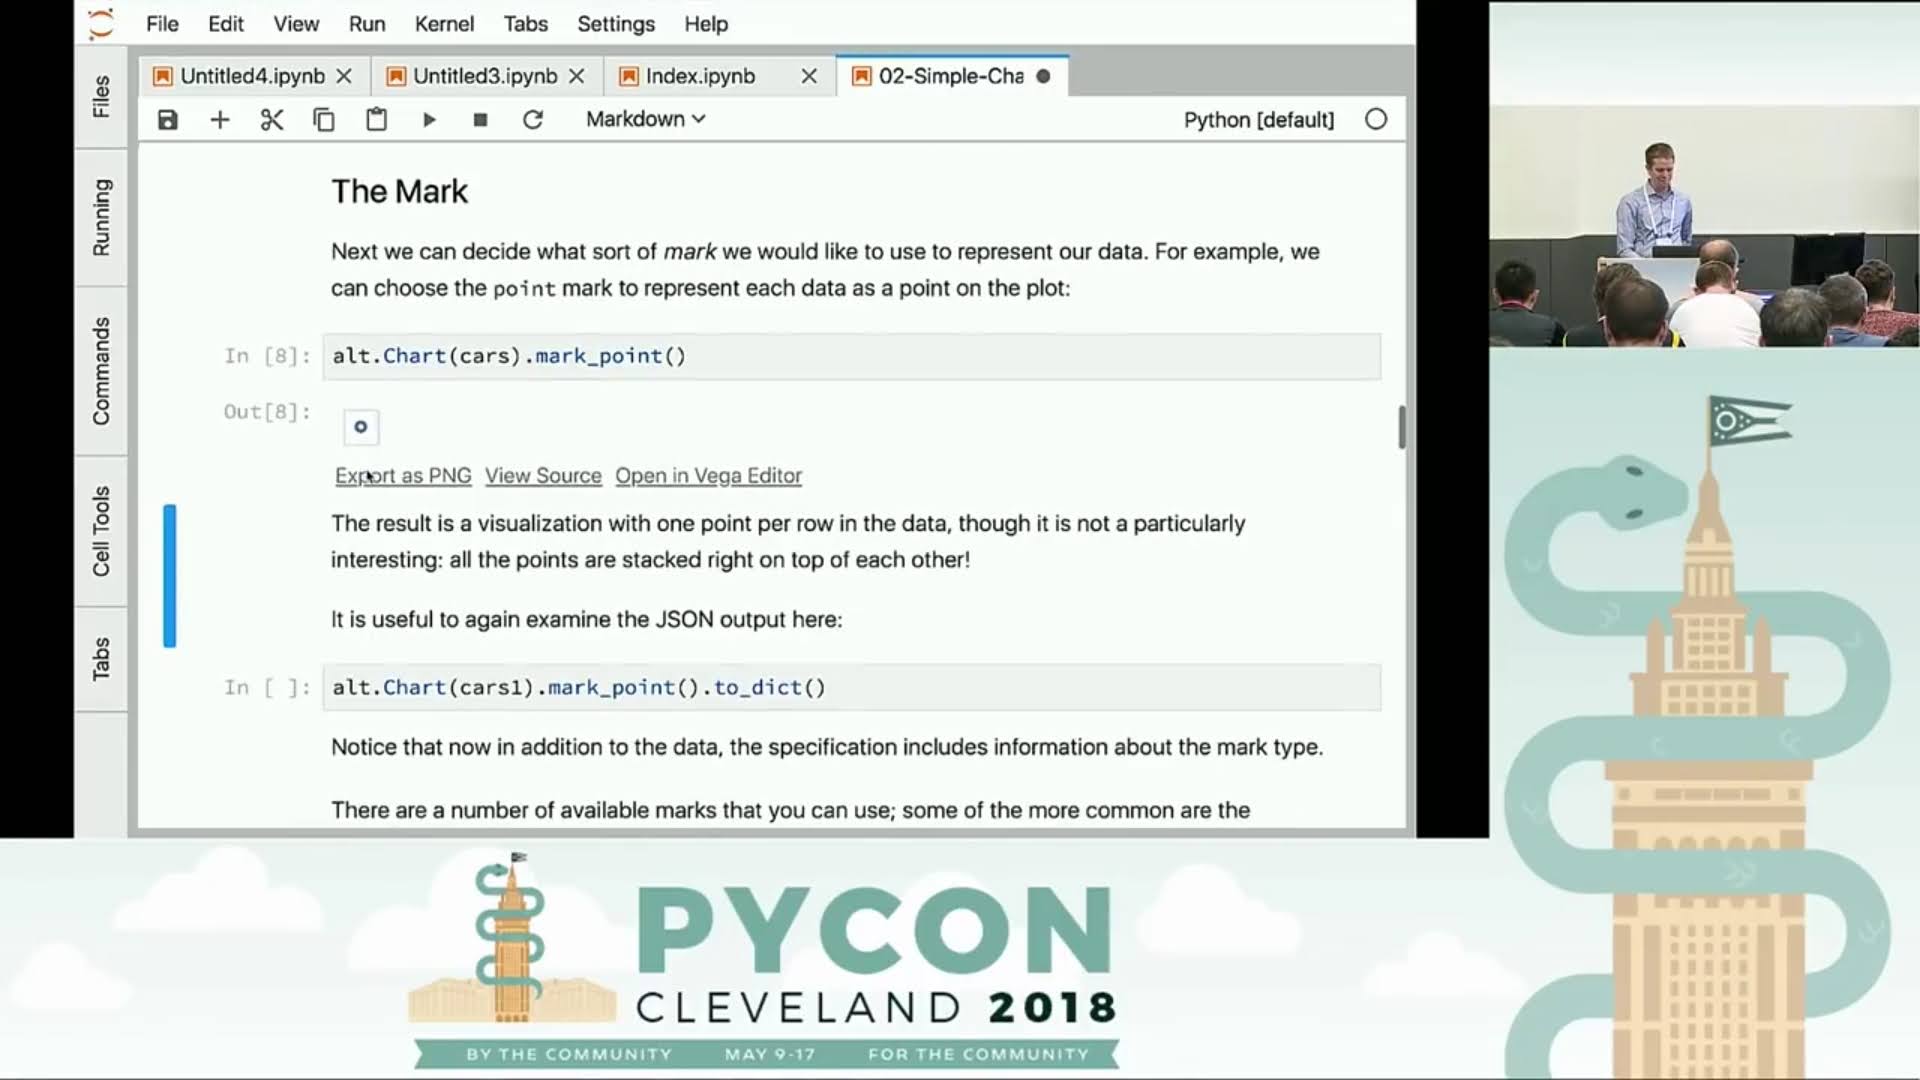 File Edit View Run Kernel Tabs Settings Help
Untitled4.ipynb Untitled3.ipynb Index.ipynb 02-Simple-Cha
Markdown Python [default]
Files
Running
Commands
Cell Tools
Tabs
The Mark
Next we can decide what sort of mark we would like to use to represent our data. For example, we
can choose the point mark to represent each data as a point on the plot:
In [8]: alt.Chart(cars).mark_point()
Out[8]:
Export as PNG View Source Open in Vega Editor
The result is a visualization with one point per row in the data, though it is not a particularly
interesting: all the points are stacked right on top of each other!
It is useful to again examine the JSON output here:
In [ ]: alt.Chart(cars1).mark_point().to_dict()
Notice that now in addition to the data, the specification includes information about the mark type.
There are a number of available marks that you can use; some of the more common are the
PYCON
CLEVELAND 2018
BY THE COMMUNITY MAY 9-17 FOR THE COMMUNITY